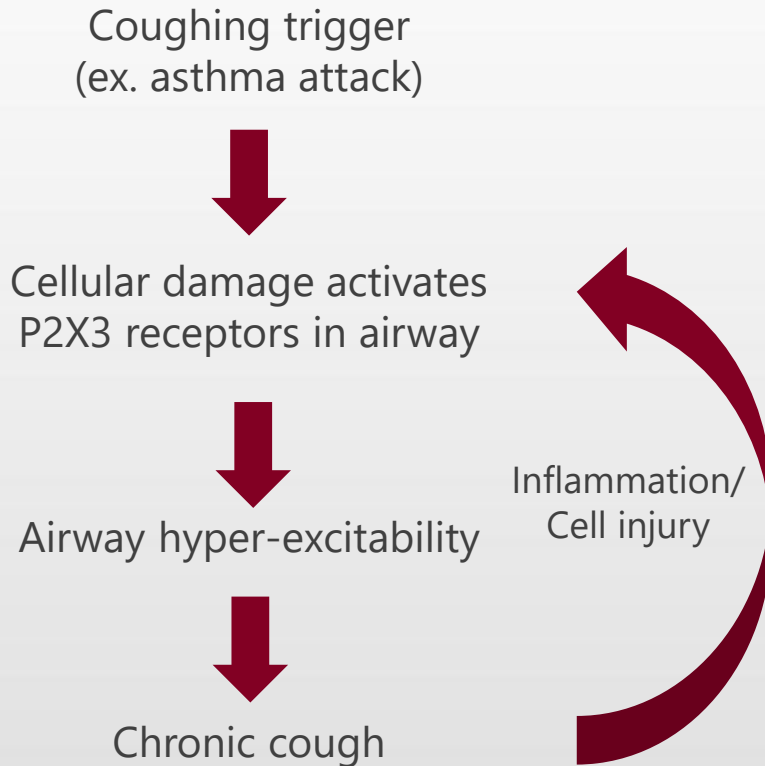 Coughing trigger
(ex. asthma attack)
Cellular damage activates
P2X3 receptors in airway
Inflammation/
Cell injury
Airway hyper-excitability
Chronic cough